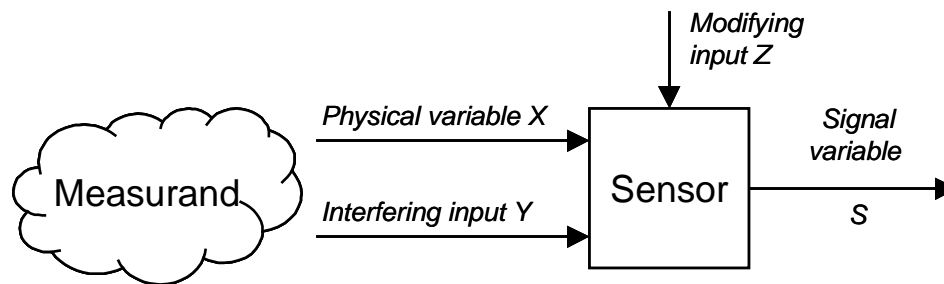 Modifying
input Z
Physical variable X
Signal
variable
Measurand
Sensor
Interfering input Y
S